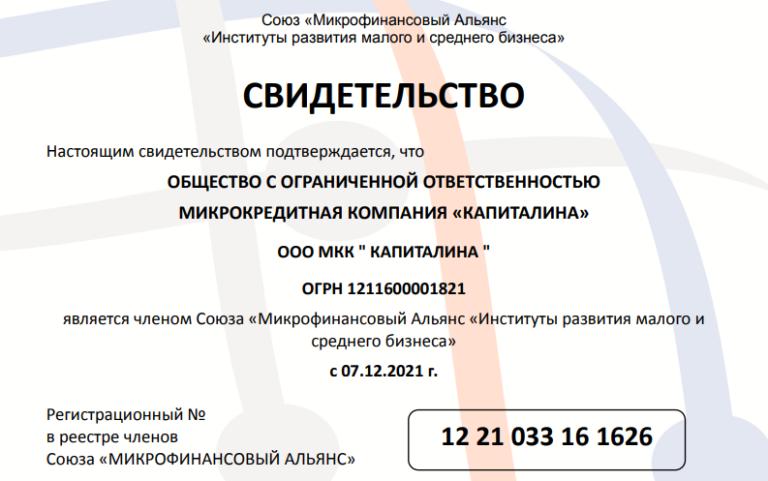 Союз «Микрофинансовый Альянс
«Институты развития малого и среднего бизнеса»
СВИДЕТЕЛЬСТВО
Настоящим свидетельством подтверждается, что
ОБЩЕСТВО С ОГРАНИЧЕННОЙ ОТВЕТСТВЕННОСТЬЮ
МИКРОКРЕДИТНАЯ КОМПАНИЯ «КАПИТАЛИНА»
ООО МКК " КАПИТАЛИНА "
ОГРН 1211600001821
является членом Союза «Микрофинансовый Альянс «Институты развития малого и
среднего бизнеса»
с 07.12.2021 г.
Регистрационный №
в реестре членов
Союза «МИКРОФИНАНСОВЫЙ АЛЬЯНС»
12 21 033 16 1626